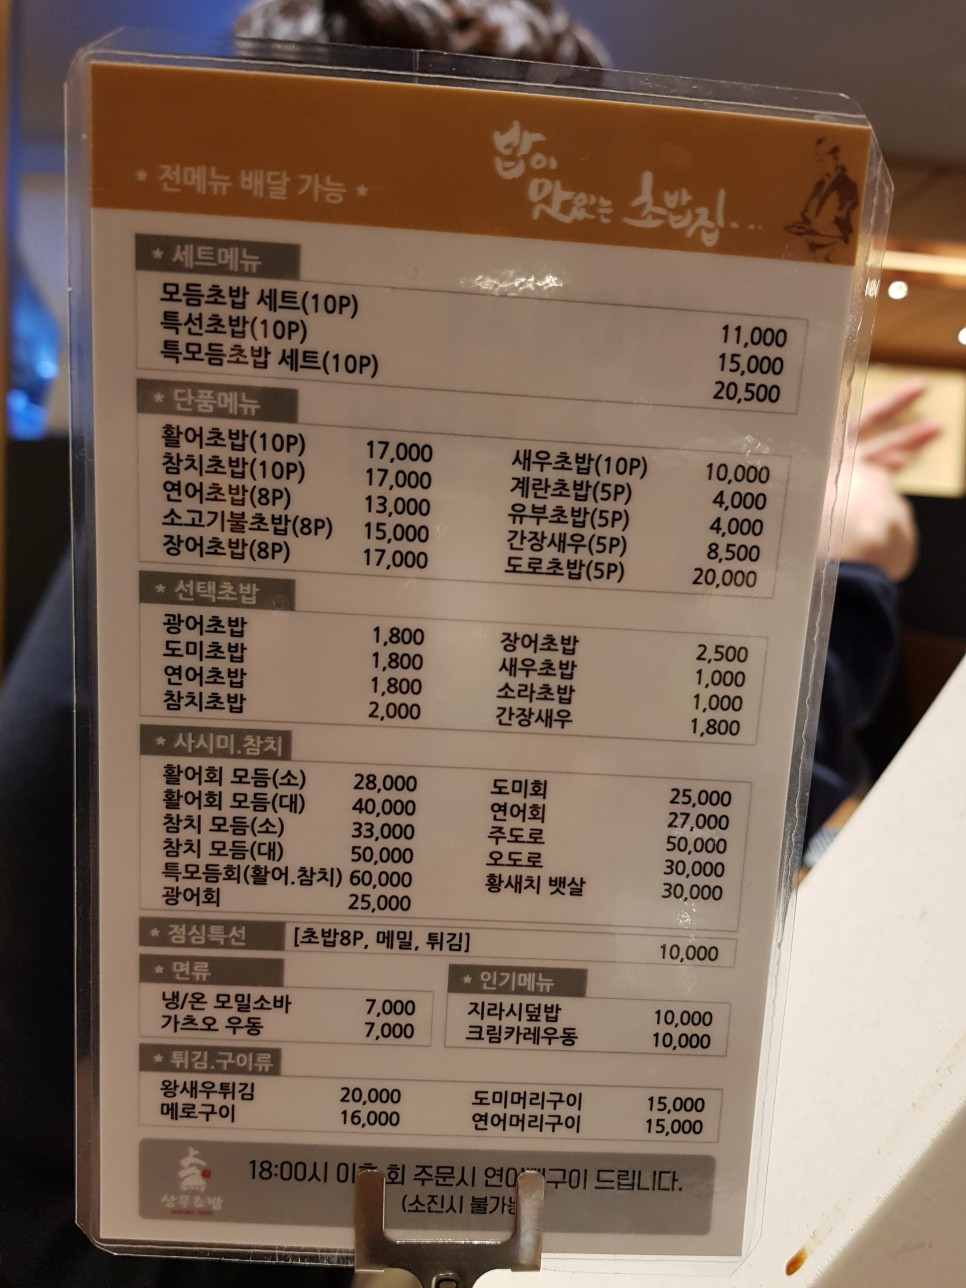 * 전메뉴 배달 가능 *
밥이
맛있는 초밥집...
* 세트메뉴
모듬초밥 세트(10P) 11,000
특선초밥(10P) 15,000
특모듬초밥 세트(10P) 20,500
* 단품메뉴
활어초밥(10P) 17,000 새우초밥(10P) 10,000
참치초밥(10P) 17,000 계란초밥(5P) 4,000
연어초밥(8P) 13,000 유부초밥(5P) 4,000
소고기불초밥(8P) 15,000 간장새우(5P) 8,500
장어초밥(8P) 17,000 도로초밥(5P) 20,000
* 선택초밥
광어초밥 1,800 장어초밥 2,500
도미초밥 1,800 새우초밥 1,000
연어초밥 1,800 소라초밥 1,000
참치초밥 2,000 간장새우 1,800
* 사시미.참치
활어회 모듬(소) 28,000 도미회 25,000
활어회 모듬(대) 40,000 연어회 27,000
참치 모듬(소) 33,000 주도로 50,000
참치 모듬(대) 50,000 오도로 30,000
특모듬회(활어.참치) 60,000 황새치 뱃살 30,000
광어회 25,000
* 점심특선 [초밥8P, 메밀, 튀김] 10,000
* 면류
냉/온 모밀소바 7,000
가츠오 우동 7,000
* 인기메뉴
지라시덮밥 10,000
크림카레우동 10,000
* 튀김.구이류
왕새우튀김 20,000 도미머리구이 15,000
메로구이 16,000 연어머리구이 15,000
18:00시 회 주문시 드립니다.
(소진시
상무초밥